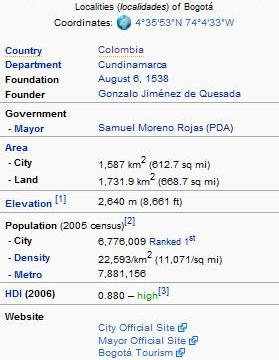 Localities (localidades) of Bogotá
Coordinates: 4°35′53″N 74°4′33″W
Country Colombia
Department Cundinamarca
Foundation August 6, 1538
Founder Gonzalo Jiménez de Quesada
Government
- Mayor Samuel Moreno Rojas (PDA)
Area
- City 1,587 km2 (612.7 sq mi)
- Land 1,731.9 km2 (668.7 sq mi)
Elevation [1] 2,640 m (8,661 ft)
Population (2005 census)[2]
- City 6,776,009 Ranked 1st
- Density 22,593/km2 (11,071/sq mi)
- Metro 7,881,156
HDI (2006) 0.880 – high[3]
Website
City Official Site
Mayor Official Site
Bogotá Tourism